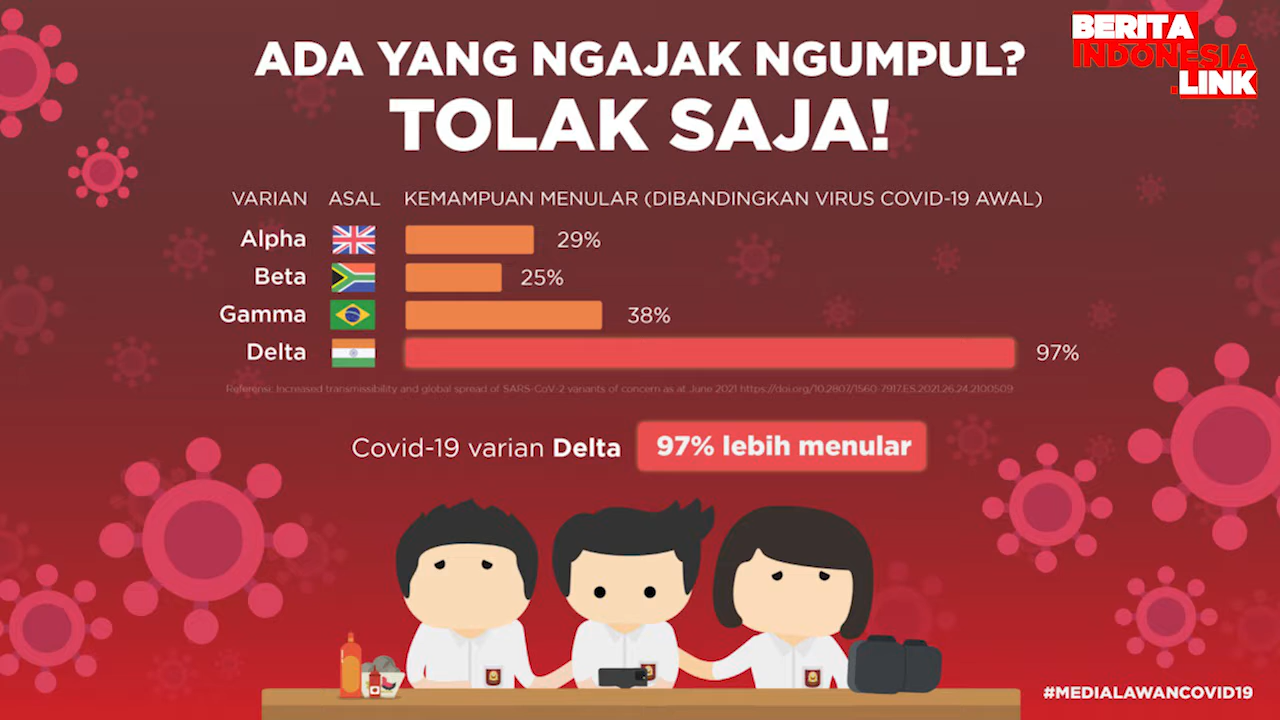 BERITA
INDONESIA
.LINK
ADA YANG NGAJAK NGUMPUL?
TOLAK SAJA!
VARIAN ASAL KEMAMPUAN MENULAR (DIBANDINGKAN VIRUS COVID-19 AWAL)
Alpha 29%
Beta 25%
Gamma 38%
Delta 97%
Referensi: Increased transmissibility and global spread of SARS-CoV-2 variants of concern as at June 2021 https://doi.org/10.2807/1560-7917.ES.2021.26.24.2100509
Covid-19 varian Delta 97% lebih menular
#MEDIALAWANCOVID19